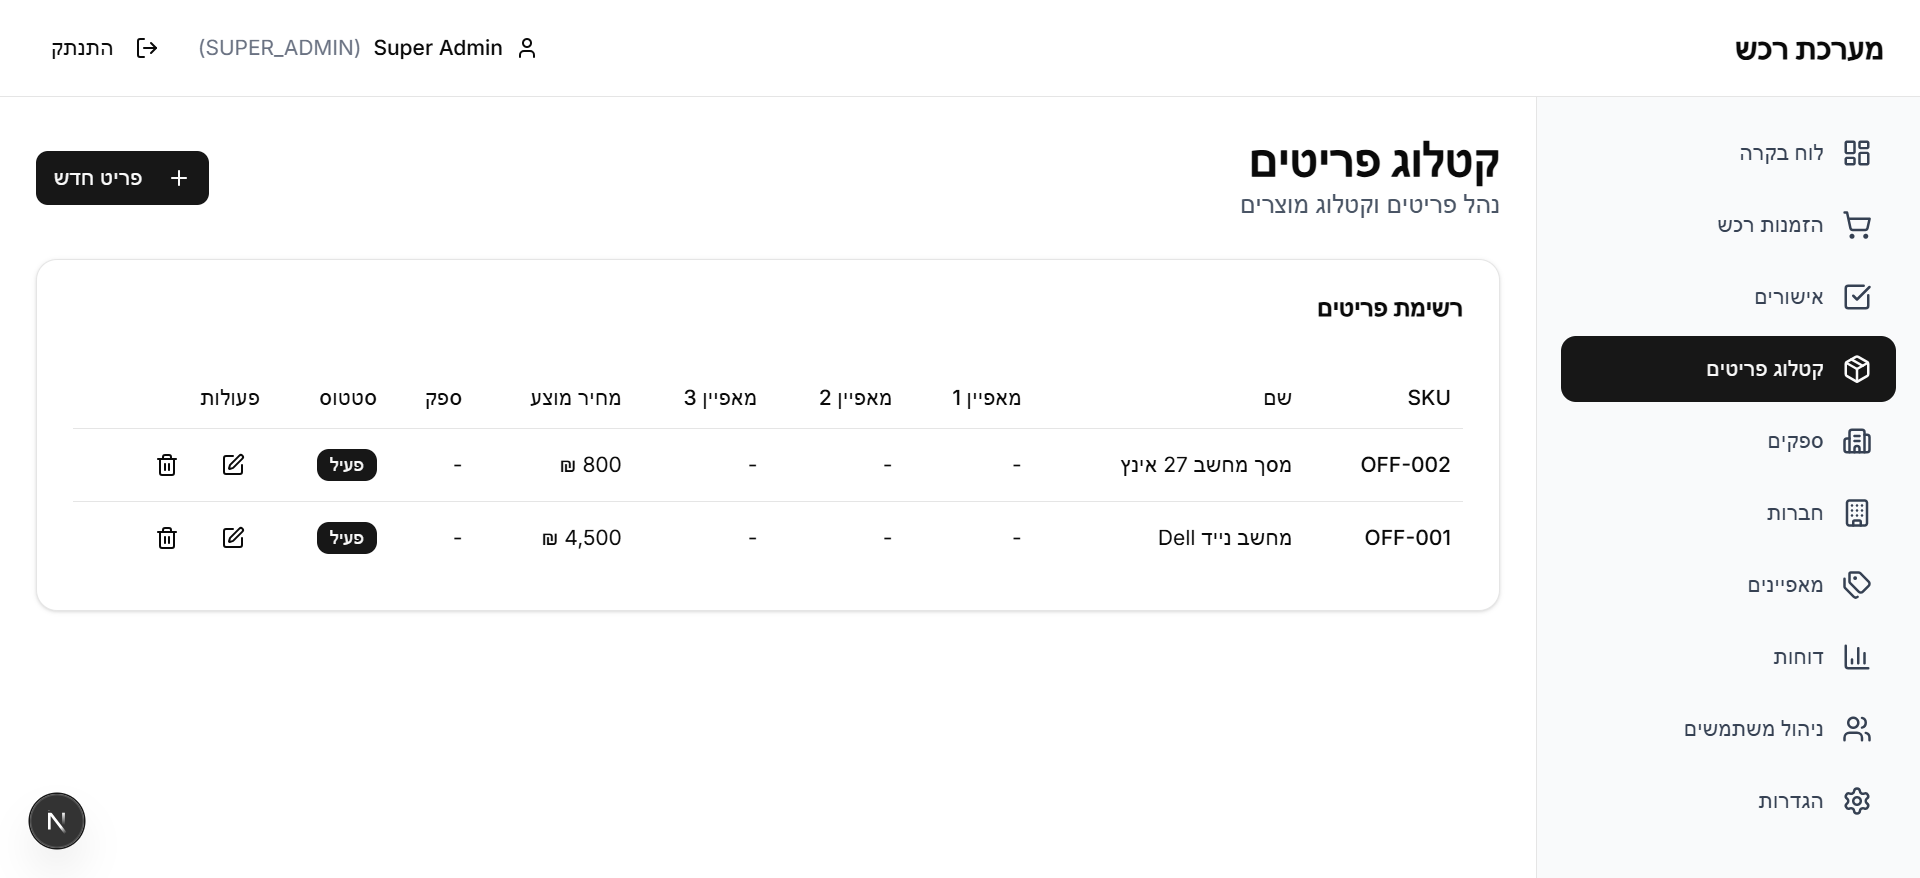 מערכת רכש
Super Admin (SUPER_ADMIN) התנתק
לוח בקרה
הזמנות רכש
אישורים
קטלוג פריטים
ספקים
חברות
מאפיינים
דוחות
ניהול משתמשים
הגדרות
קטלוג פריטים
נהל פריטים וקטלוג מוצרים
פריט חדש
רשימת פריטים
SKU שם מאפיין 1 מאפיין 2 מאפיין 3 מחיר מוצע ספק סטטוס פעולות
OFF-002 מסך מחשב 27 אינץ - - - 800 ₪ - פעיל
OFF-001 מחשב נייד Dell - - - 4,500 ₪ - פעיל
N